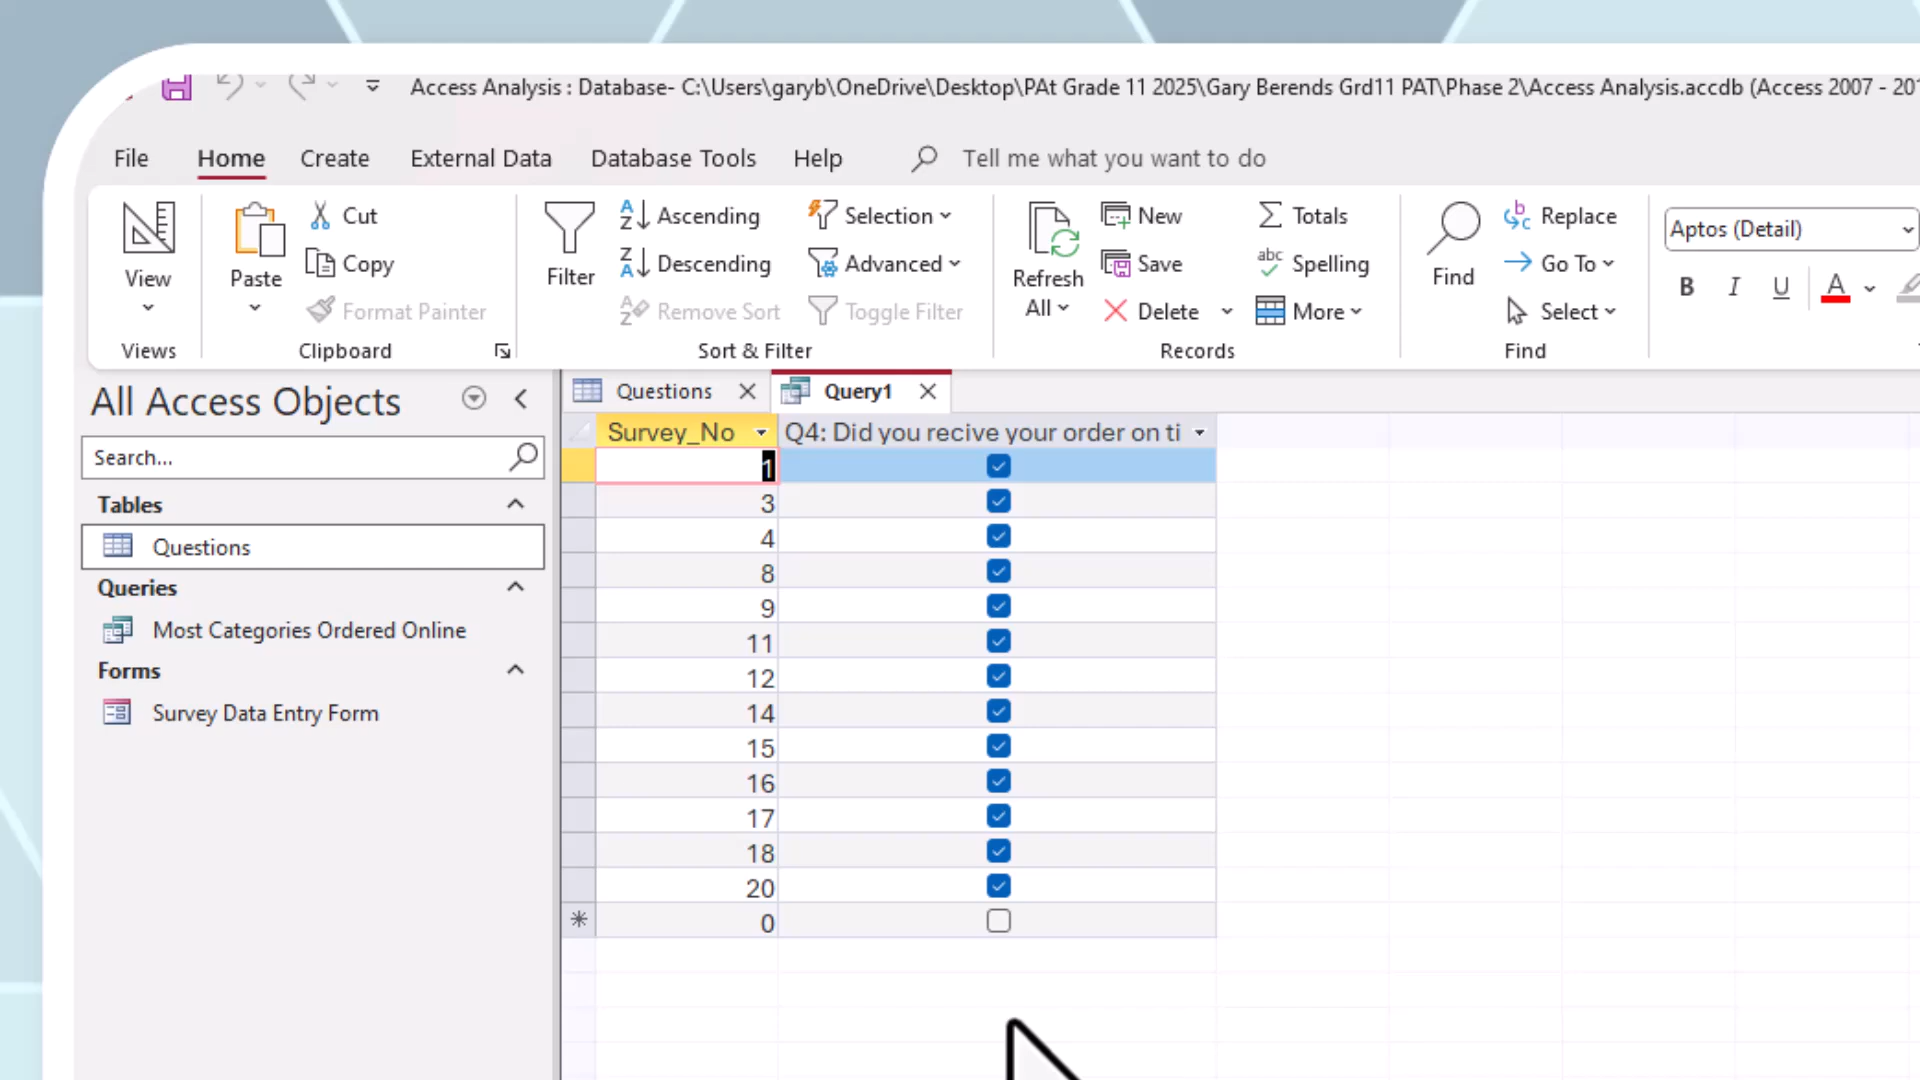 Access Analysis : Database- C:\Users\garyb\OneDrive\Desktop\PAt Grade 11 2025\Gary Berends Grd11 PAT\Phase 2\Access Analysis.accdb (Access 2007 - 201
File Home Create External Data Database Tools Help Tell me what you want to do
Cut Ascending Selection New Totals Replace
Aptos (Detail)
View Paste Copy Filter Descending Advanced Refresh All Save Spelling Find Go To
B I U A
Format Painter Remove Sort Toggle Filter Delete More Select
Views Clipboard Sort & Filter Records Find
All Access Objects
Search...
Tables
Questions
Queries
Most Categories Ordered Online
Forms
Survey Data Entry Form
Questions Query1
Survey_No Q4: Did you recive your order on ti
1
3
4
8
9
11
12
14
15
16
17
18
20
0